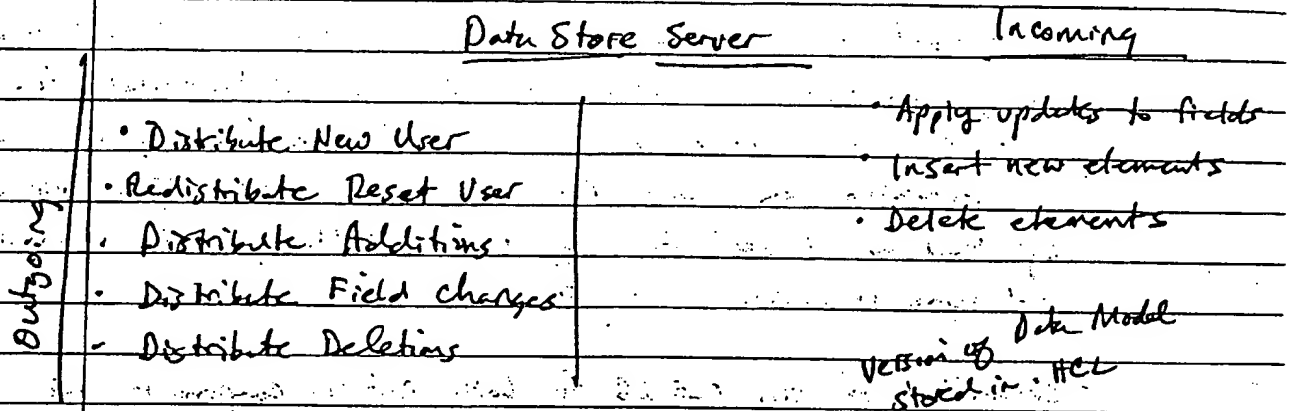 Data Store Server
Incoming
Outgoing
• Distribute New User
• Redistribute Reset User
• Distribute Additions
• Distribute Field Changes
- Distribute Deletions
• Apply updates to fields
• Insert new elements
• Delete elements
Version of Data Model
stored in HCL